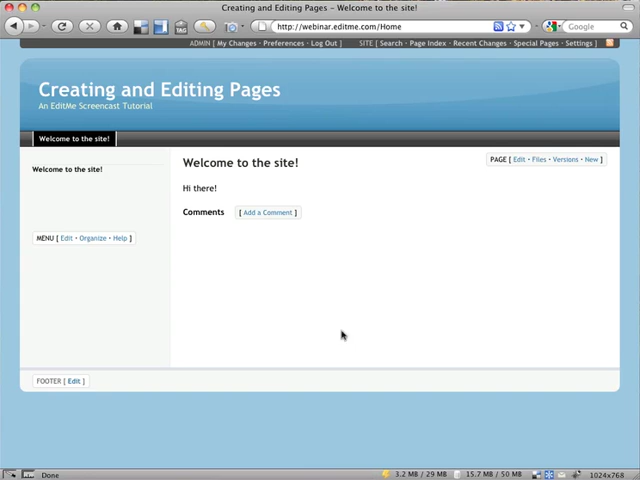 Creating and Editing Pages – Welcome to the site!
http://webinar.editme.com/Home
Google
TAG
ADMIN [ My Changes · Preferences · Log Out ]
SITE [ Search · Page Index · Recent Changes · Special Pages · Settings ]
Creating and Editing Pages
An EditMe Screencast Tutorial
Welcome to the site!
Welcome to the site!
MENU [ Edit · Organize · Help ]
Welcome to the site!
PAGE [ Edit · Files · Versions · New ]
Hi there!
Comments [ Add a Comment ]
FOOTER [ Edit ]
Done
3.2 MB / 29 MB
15.7 MB / 50 MB
1024x768